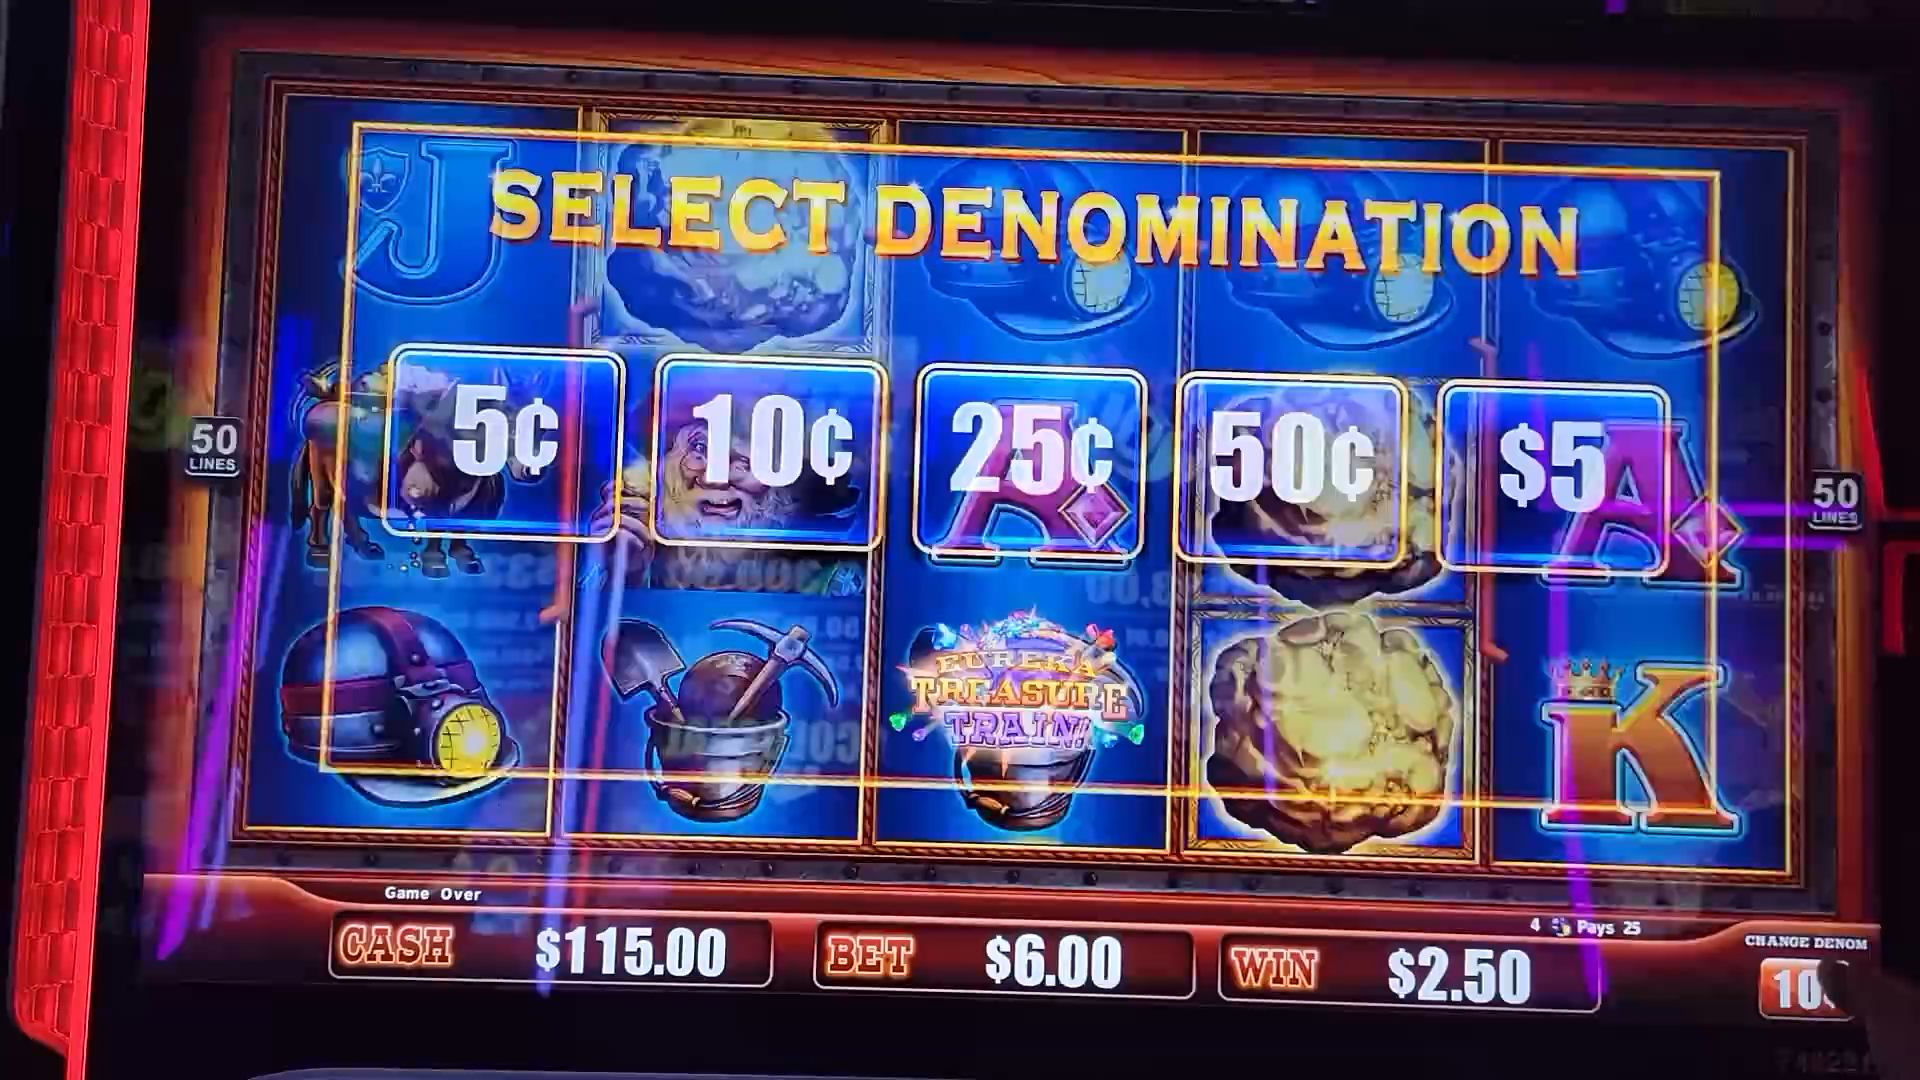 SELECT DENOMINATION
5¢
10¢
25¢
50¢
$5
50
LINES
50
LINES
EUREKA
TREASURE
TRAIN!
Game Over
4 Pays 25
CASH $115.00
BET $6.00
WIN $2.50
CHANGE DENOM
10¢
J
A
A
K